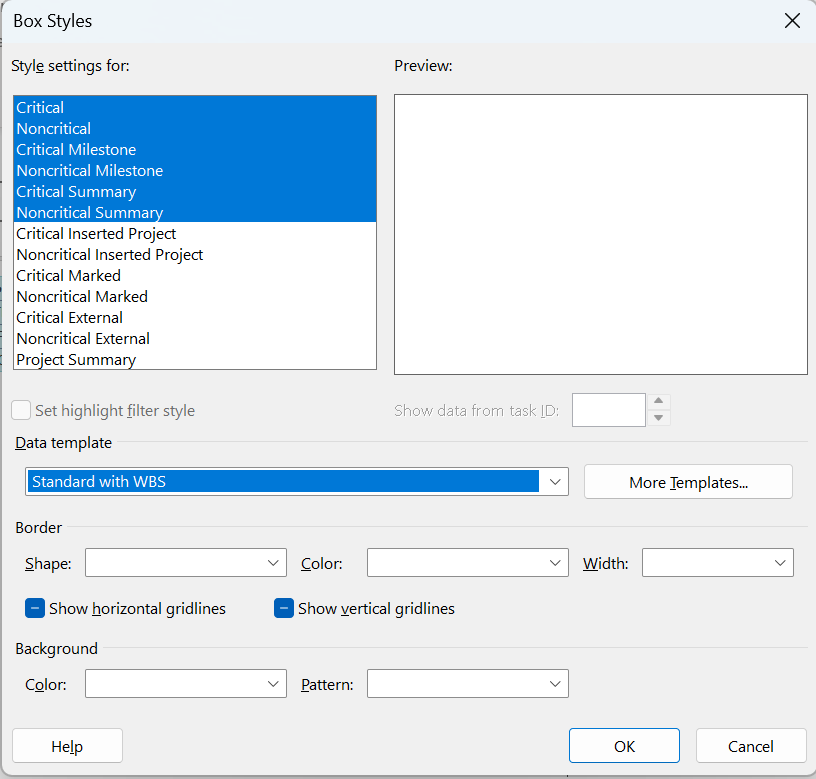 Box Styles
Style settings for:
Preview:
Critical
Noncritical
Critical Milestone
Noncritical Milestone
Critical Summary
Noncritical Summary
Critical Inserted Project
Noncritical Inserted Project
Critical Marked
Noncritical Marked
Critical External
Noncritical External
Project Summary
Set highlight filter style
Show data from task ID:
Data template
Standard with WBS
More Templates...
Border
Shape:
Color:
Width:
Show horizontal gridlines
Show vertical gridlines
Background
Color:
Pattern:
Help
OK
Cancel